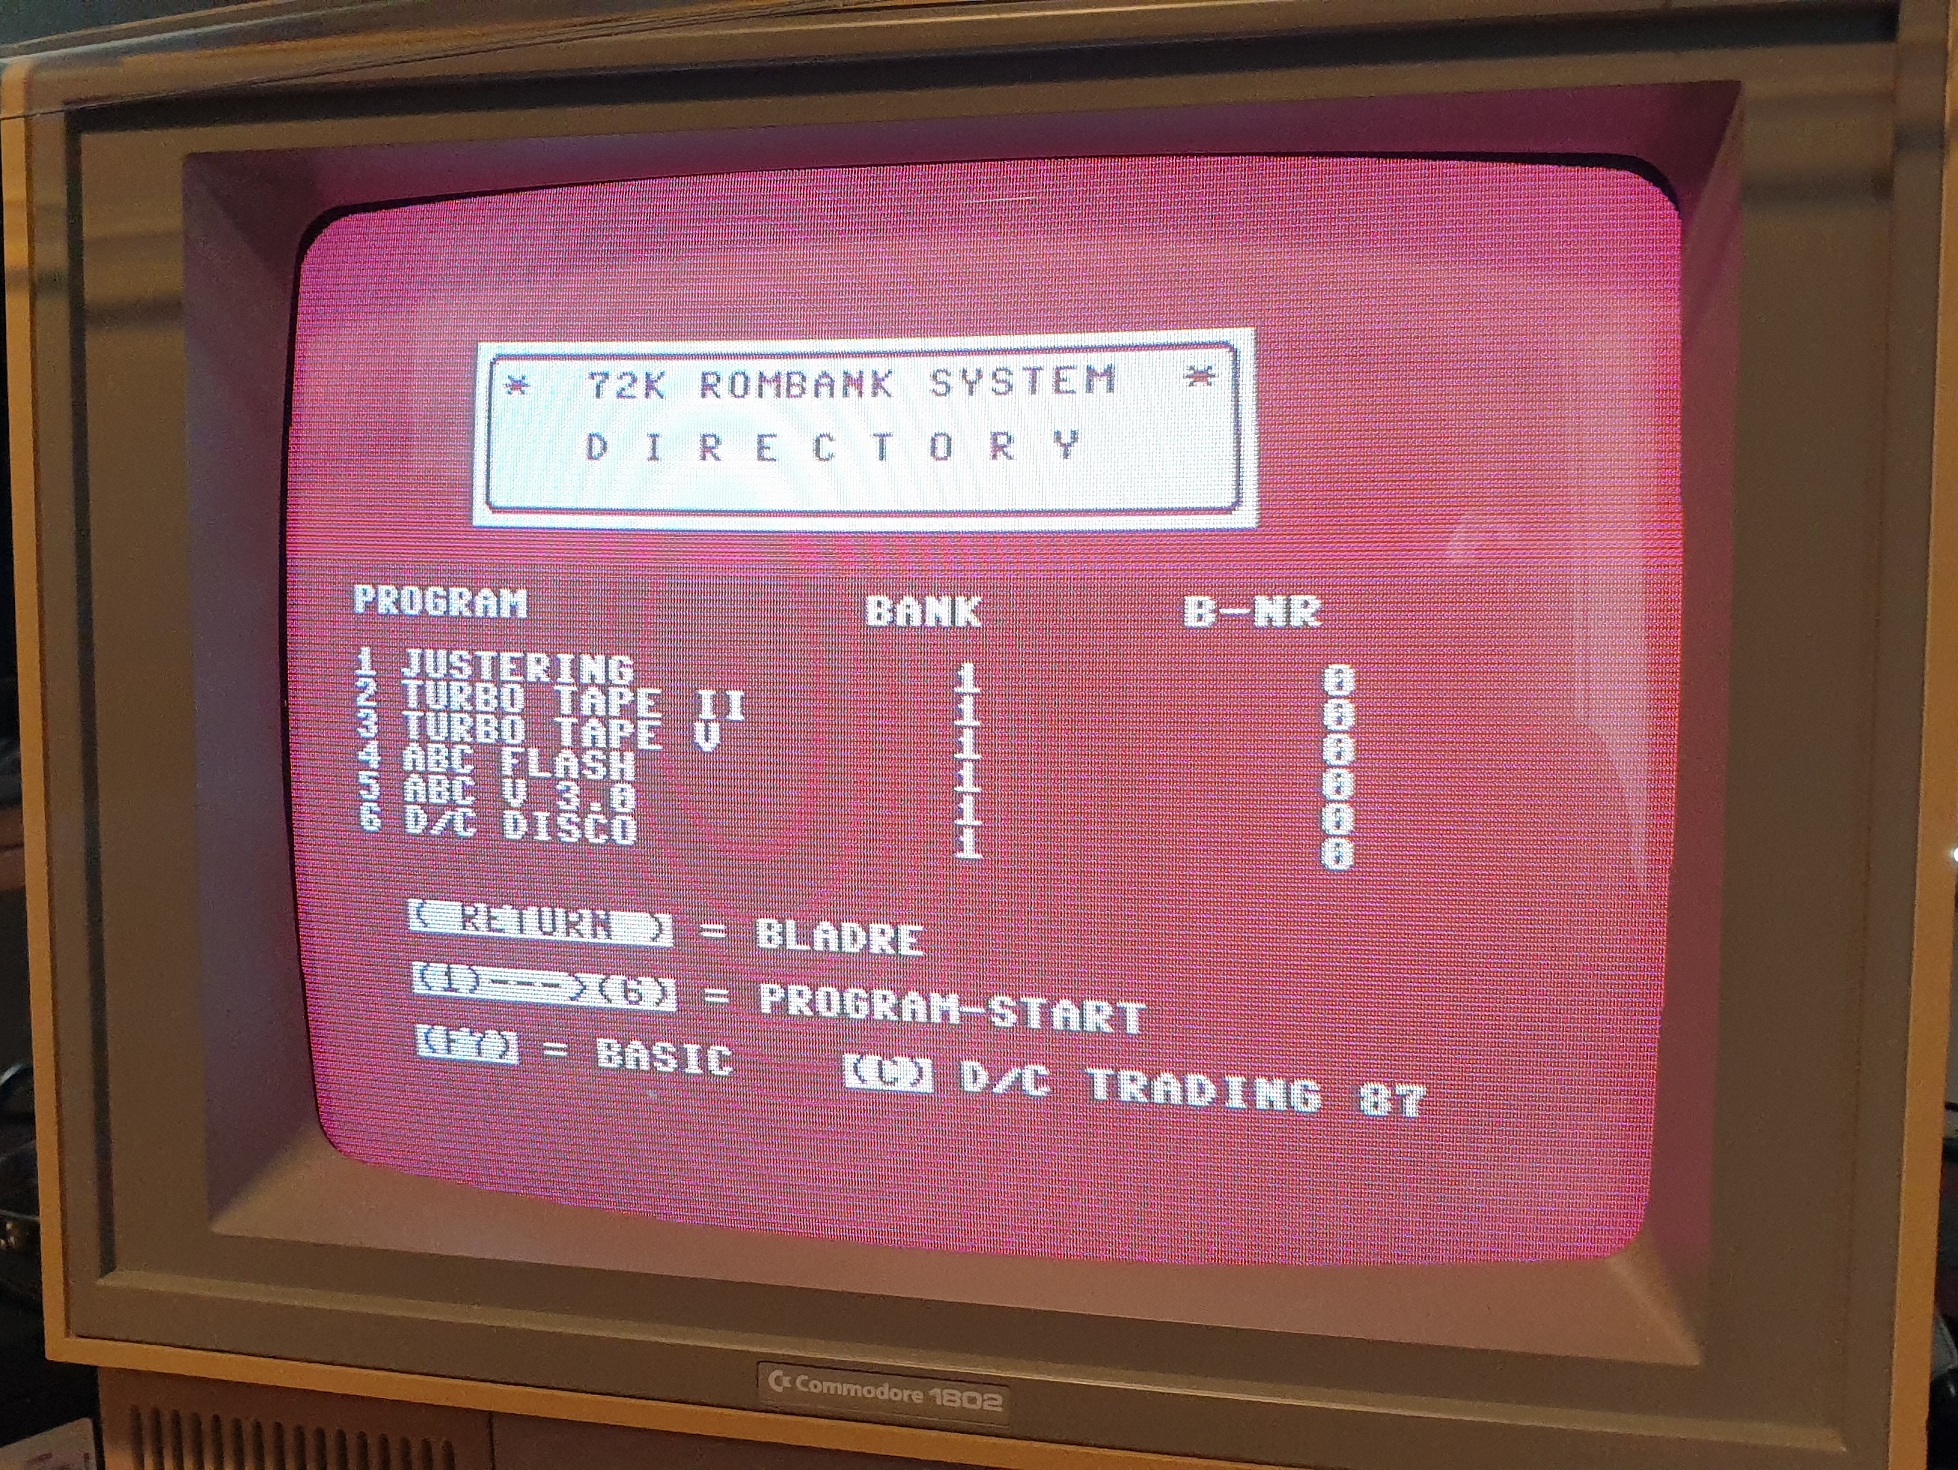 * 72K ROMBANK SYSTEM *
D I R E C T O R Y
PROGRAM BANK B-NR
1 JUSTERING 1 0
2 TURBO TAPE II 1 0
3 TURBO TAPE V 1 0
4 ABC FLASH 1 0
5 ABC V 3.0 1 0
6 D/C DISCO 1 0
( RETURN ) = BLADRE
(1)--->(6) = PROGRAM-START
(F7) = BASIC (C) D/C TRADING 87
Commodore 1802